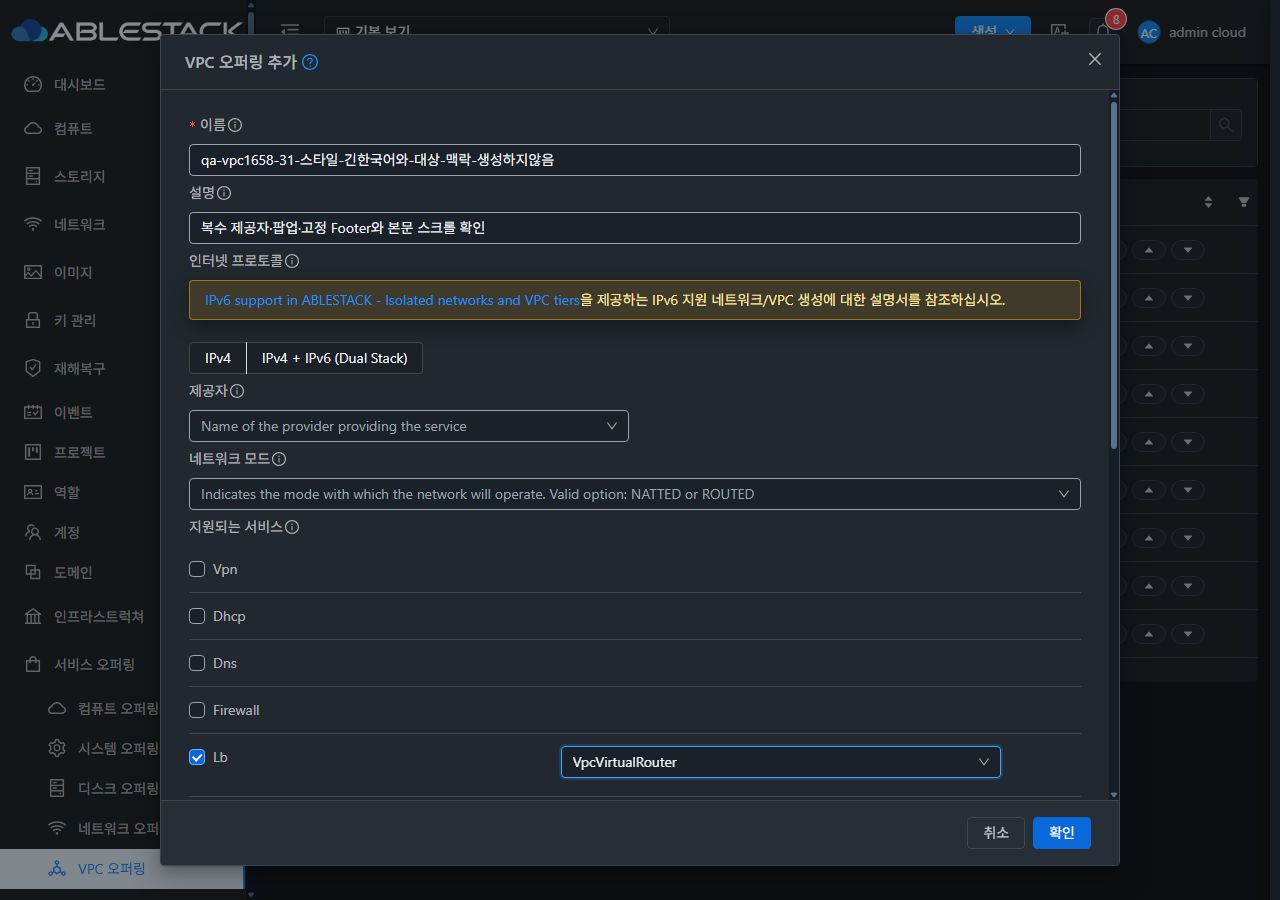 ABLESTACK
기본 보기
생성
8
AC
admin cloud
대시보드
컴퓨트
스토리지
네트워크
이미지
키 관리
재해복구
이벤트
프로젝트
역할
계정
도메인
인프라스트럭쳐
서비스 오퍼링
컴퓨트 오퍼링
시스템 오퍼링
디스크 오퍼링
네트워크 오퍼
VPC 오퍼링
VPC 오퍼링 추가
* 이름
qa-vpc1658-31-스타일-긴한국어와-대상-맥락-생성하지않음
설명
복수 제공자·팝업·고정 Footer와 본문 스크롤 확인
인터넷 프로토콜
IPv6 support in ABLESTACK - Isolated networks and VPC tiers을 제공하는 IPv6 지원 네트워크/VPC 생성에 대한 설명서를 참조하십시오.
IPv4
IPv4 + IPv6 (Dual Stack)
제공자
Name of the provider providing the service
네트워크 모드
Indicates the mode with which the network will operate. Valid option: NATTED or ROUTED
지원되는 서비스
Vpn
Dhcp
Dns
Firewall
Lb
VpcVirtualRouter
취소
확인